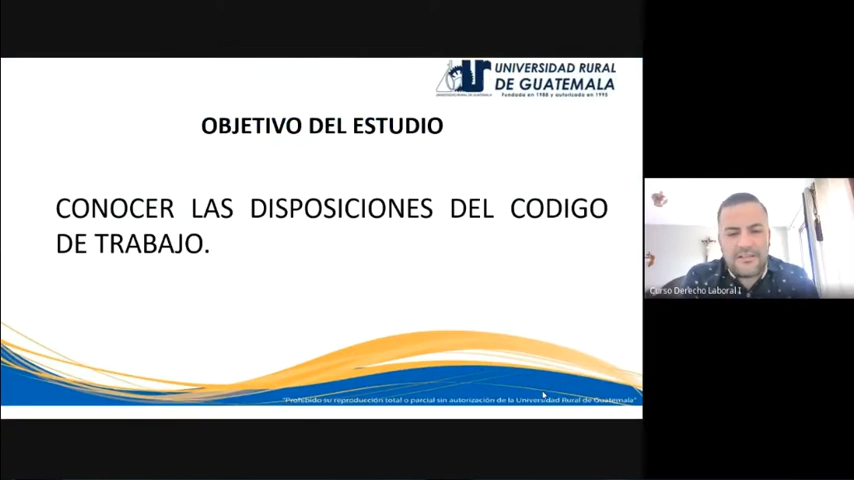 UNIVERSIDAD RURAL
DE GUATEMALA
Fundada en 1988 y autorizada en 1995
OBJETIVO DEL ESTUDIO
CONOCER LAS DISPOSICIONES DEL CODIGO
DE TRABAJO.
"Prohibido su reproducción total o parcial sin autorización de la Universidad Rural de Guatemala"
Curso Derecho Laboral I